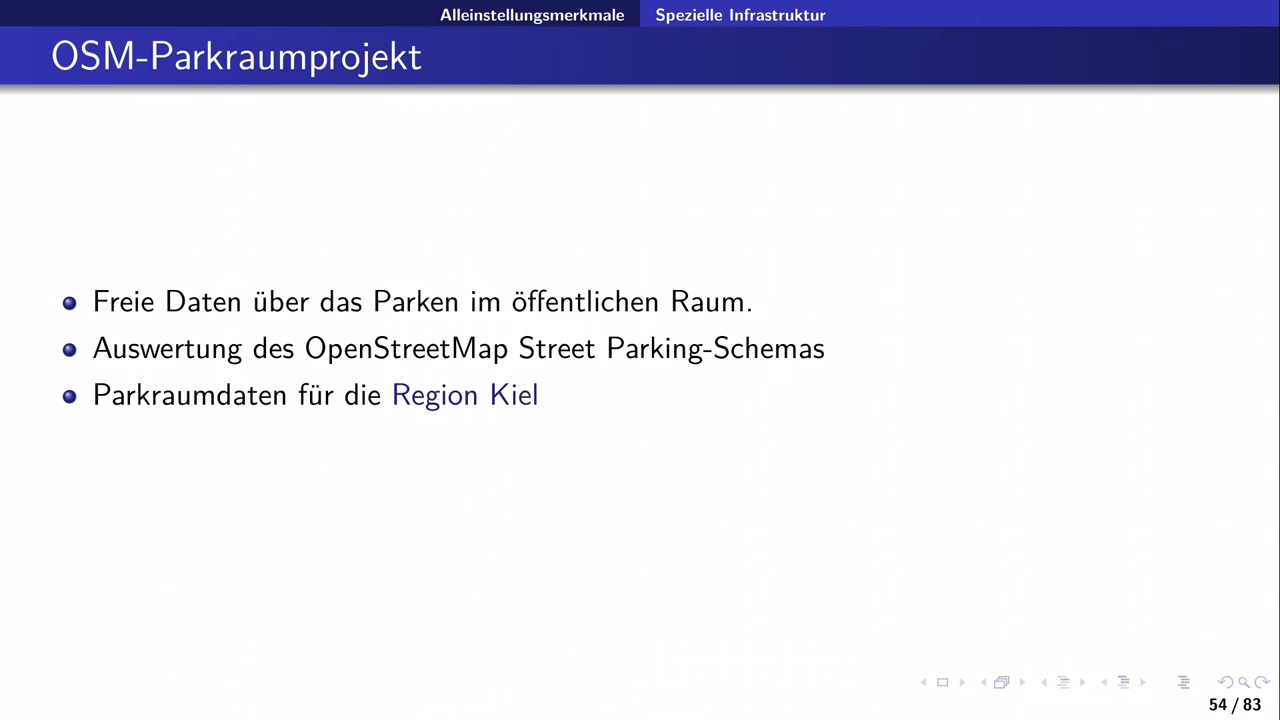 Alleinstellungsmerkmale Spezielle Infrastruktur
OSM-Parkraumprojekt
Freie Daten über das Parken im öffentlichen Raum.
Auswertung des OpenStreetMap Street Parking-Schemas
Parkraumdaten für die Region Kiel
54 / 83